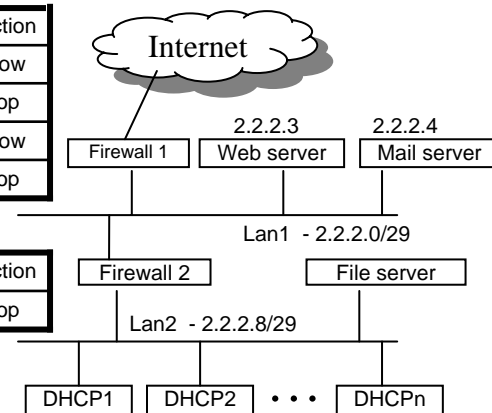 ction
ow
op
ow
op
Internet
2.2.2.3
2.2.2.4
Firewall 1
Web server
Mail server
Lan1 - 2.2.2.0/29
ction
op
Firewall 2
File server
Lan2 - 2.2.2.8/29
DHCP1
DHCP2
• • •
DHCPn